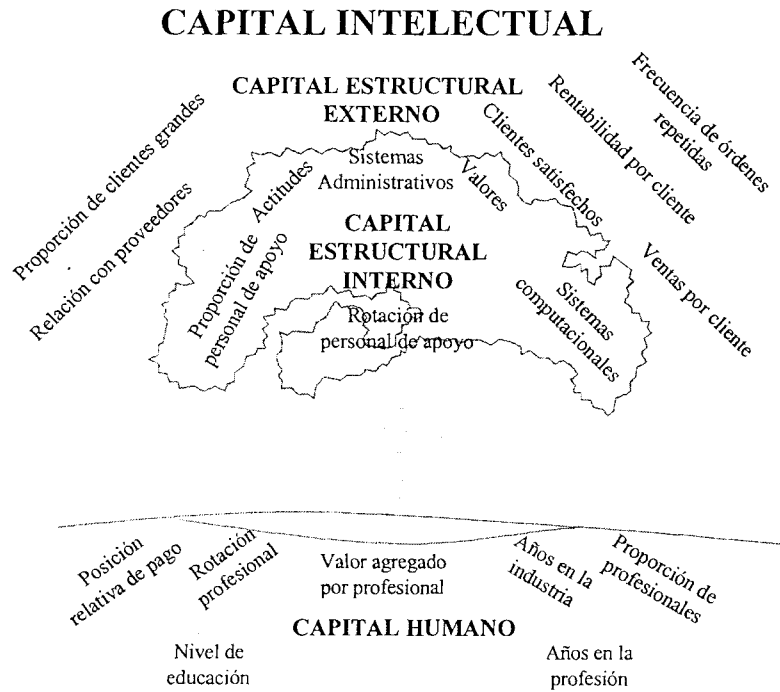 CAPITAL INTELECTUAL
CAPITAL ESTRUCTURAL
EXTERNO
Proporción de clientes grandes
Relación con proveedores
Clientes satisfechos
Rentabilidad por cliente
Frecuencia de órdenes
repetidas
Ventas por cliente
Actitudes
Sistemas
Administrativos
Valores
CAPITAL
ESTRUCTURAL
INTERNO
Proporción de
personal de apoyo
Rotación de
personal de apoyo
Sistemas
computacionales
Posición
relativa de pago
Rotación
profesional
Valor agregado
por profesional
Años en la
industria
Proporción de
profesionales
CAPITAL HUMANO
Nivel de
educación
Años en la
profesión